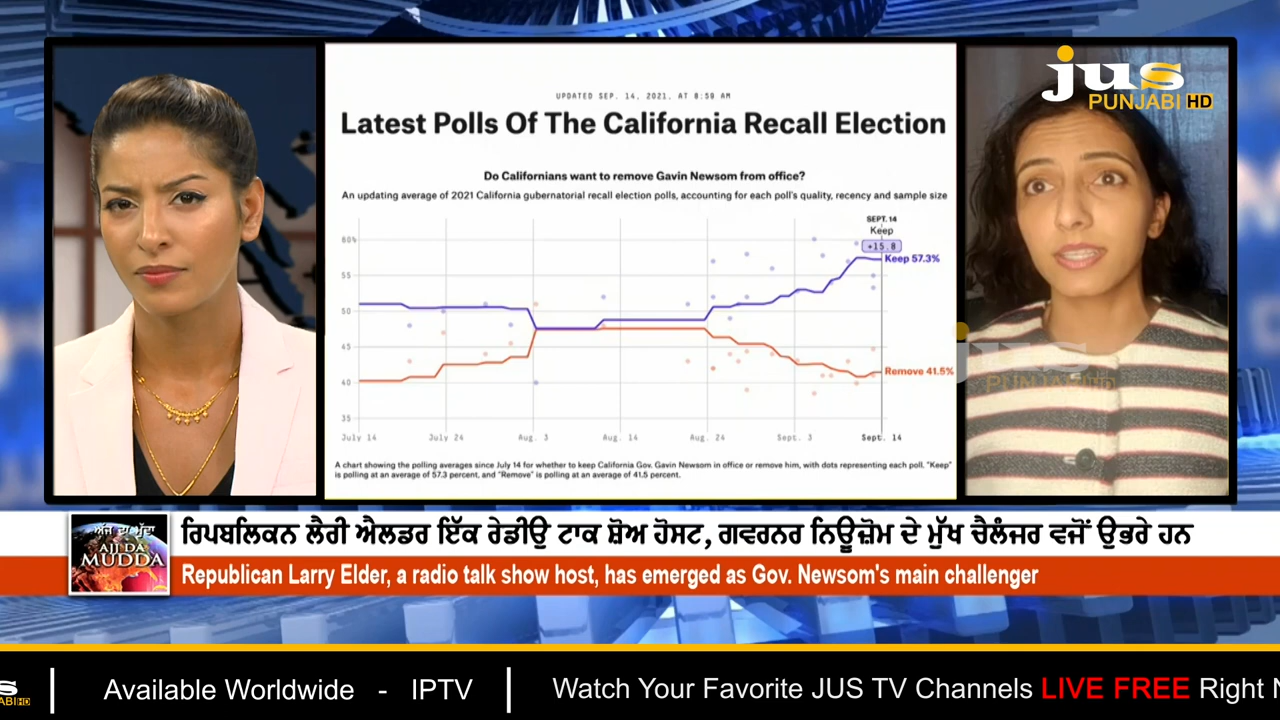 jus
PUNJABI HD
UPDATED SEP. 14, 2021, AT 8:50 AM
Latest Polls Of The California Recall Election
Do Californians want to remove Gavin Newsom from office?
An updating average of 2021 California gubernatorial recall election polls, accounting for each poll's quality, recency and sample size
SEPT. 14
Keep
+15.8
60%
Keep 57.3%
55
50
45
Remove 41.5%
40
35
July 14 July 24 Aug. 3 Aug. 14 Aug. 24 Sept. 3 Sept. 14
A chart showing the polling averages since July 14 for whether to keep California Gov. Gavin Newsom in office or remove him, with dots representing each poll. "Keep"
is polling at an average of 57.3 percent, and "Remove" is polling at an average of 41.5 percent.
jus
PUNJABI HD
ਅੱਜ ਦਾ ਮੁੱਦਾ
AJJ DA
MUDDA
ਰਿਪਬਲਿਕਨ ਲੈਰੀ ਐਲਡਰ ਇੱਕ ਰੇਡੀਉ ਟਾਕ ਸ਼ੋਅ ਹੋਸਟ, ਗਵਰਨਰ ਨਿਊਜ਼ੋਮ ਦੇ ਮੁੱਖ ਚੈਲੰਜਰ ਵਜੋਂ ਉਭਰੇ ਹਨ
Republican Larry Elder, a radio talk show host, has emerged as Gov. Newsom's main challenger
Available Worldwide - IPTV
Watch Your Favorite JUS TV Channels LIVE FREE Right